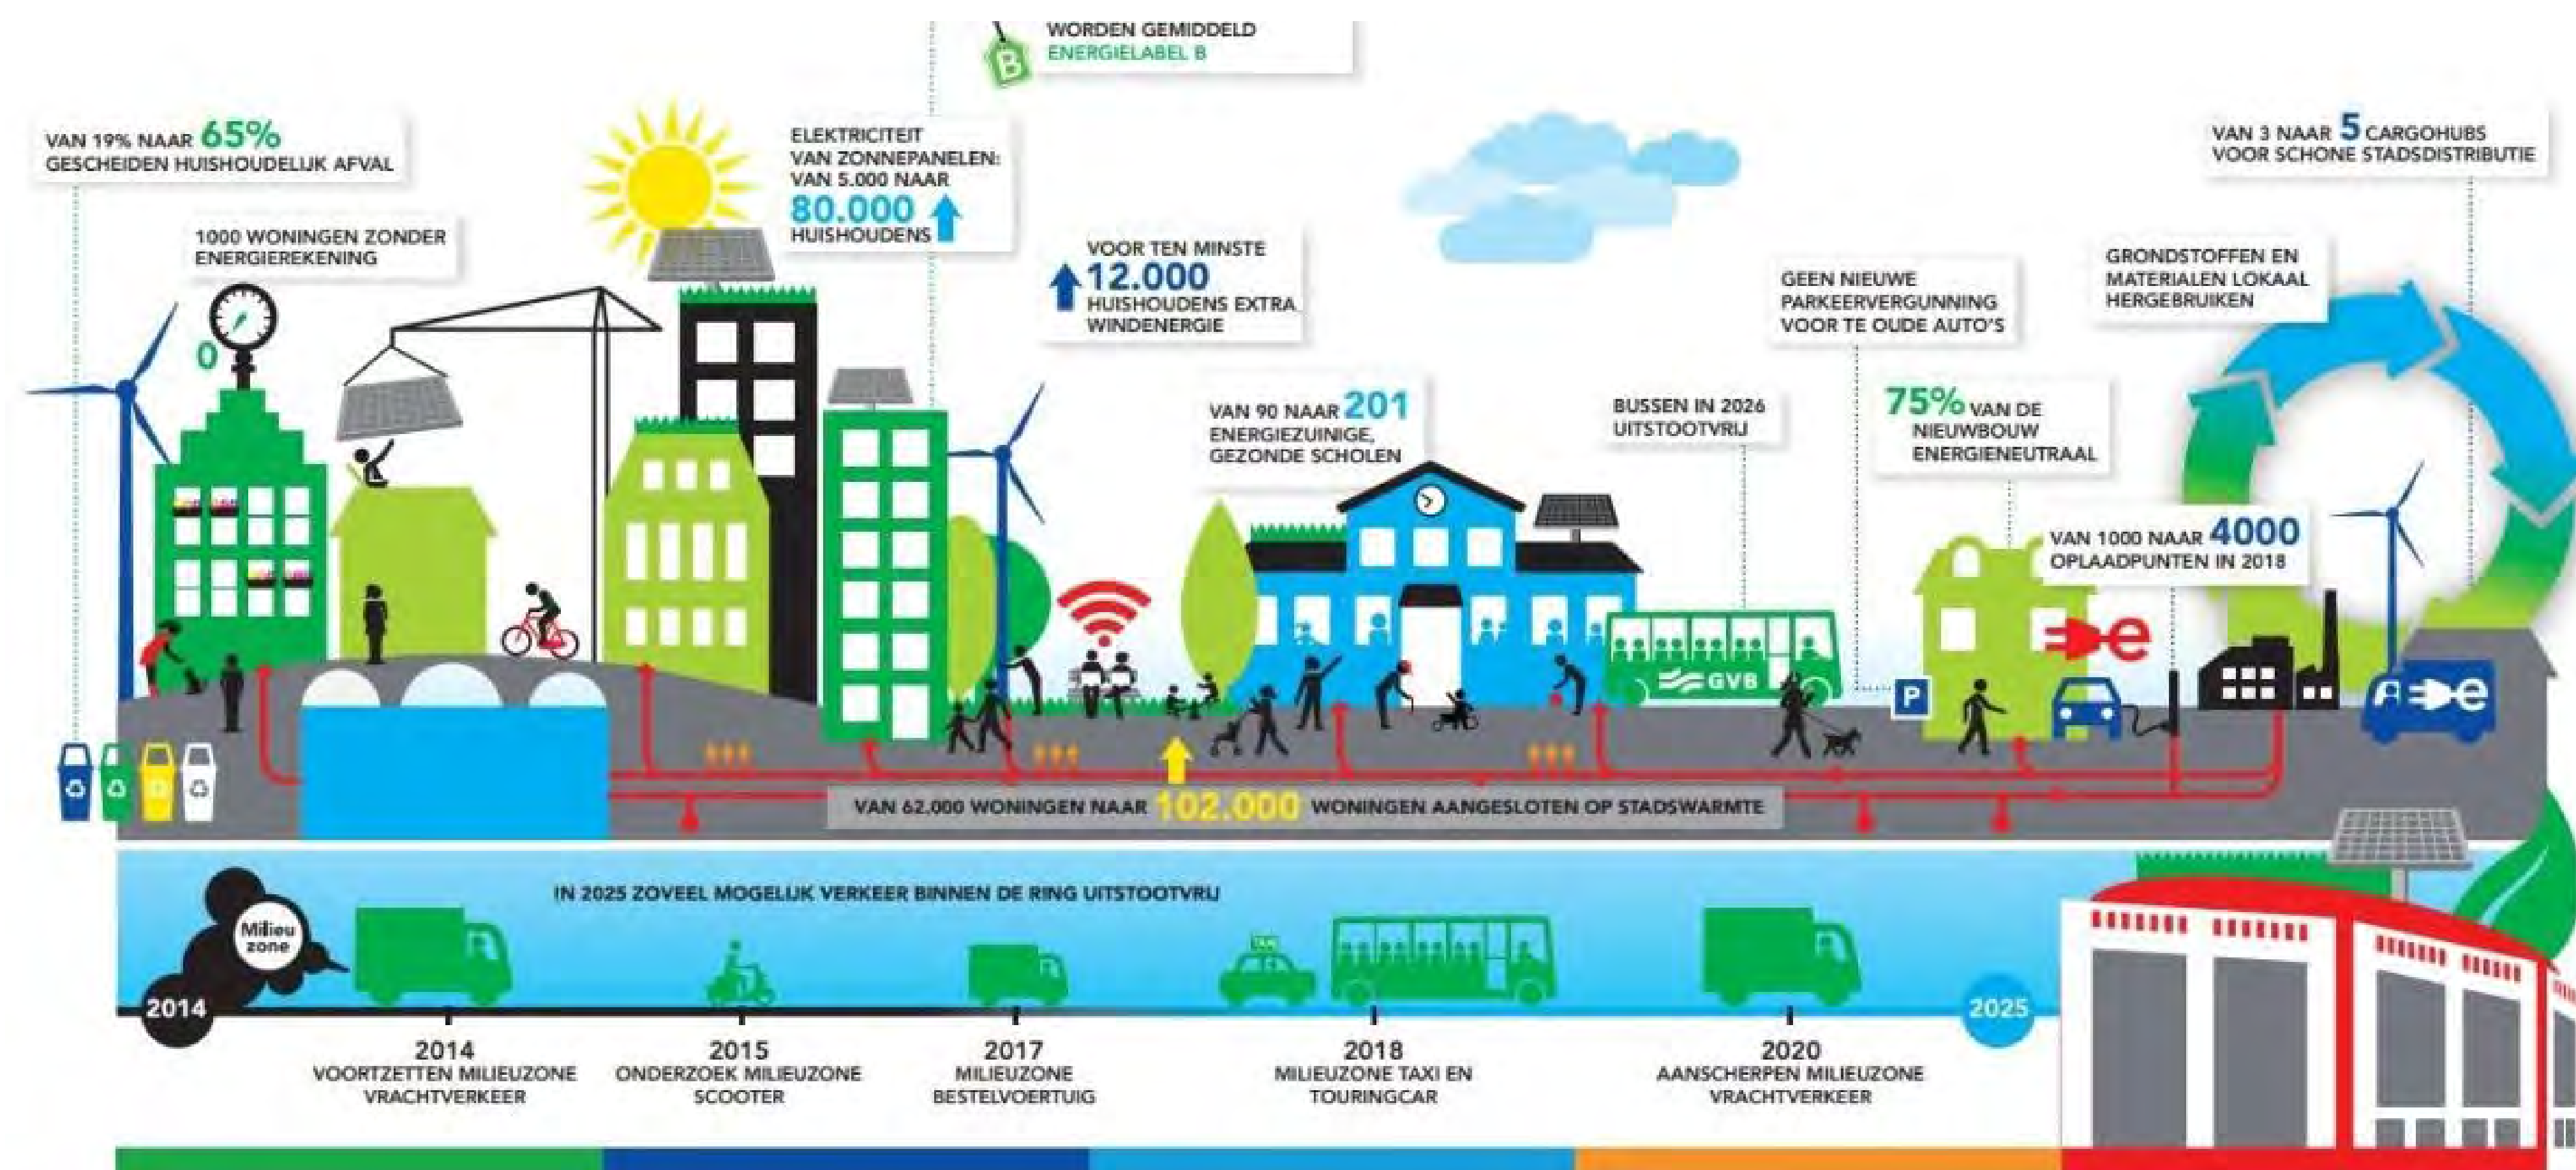 WORDEN GEMIDDELD
ENERGIELABEL B
B
VAN 19% NAAR 65%
GESCHEIDEN HUISHOUDELIJK AFVAL
1000 WONINGEN ZONDER
ENERGIEREKENING
0
ELEKTRICITEIT
VAN ZONNEPANELEN:
VAN 5.000 NAAR
80.000
HUISHOUDENS
VOOR TEN MINSTE
12.000
HUISHOUDENS EXTRA
WINDENERGIE
VAN 90 NAAR 201
ENERGIEZUINIGE,
GEZONDE SCHOLEN
BUSSEN IN 2026
UITSTOOTVRIJ
GEEN NIEUWE
PARKEERVERGUNNING
VOOR TE OUDE AUTO'S
75% VAN DE
NIEUWBOUW
ENERGIENEUTRAAL
GRONDSTOFFEN EN
MATERIALEN LOKAAL
HERGEBRUIKEN
VAN 3 NAAR 5 CARGOHUBS
VOOR SCHONE STADSDISTRIBUTIE
VAN 1000 NAAR 4000
OPLAADPUNTEN IN 2018
GVB
P
e
e
VAN 62.000 WONINGEN NAAR 102.000 WONINGEN AANGESLOTEN OP STADSWARMTE
IN 2025 ZOVEEL MOGELIJK VERKEER BINNEN DE RING UITSTOOTVRIJ
Milieu
zone
TAXI
2014
2025
2014
VOORTZETTEN MILIEUZONE
VRACHTVERKEER
2015
ONDERZOEK MILIEUZONE
SCOOTER
2017
MILIEUZONE
BESTELVOERTUIG
2018
MILIEUZONE TAXI EN
TOURINGCAR
2020
AANSCHERPEN MILIEUZONE
VRACHTVERKEER